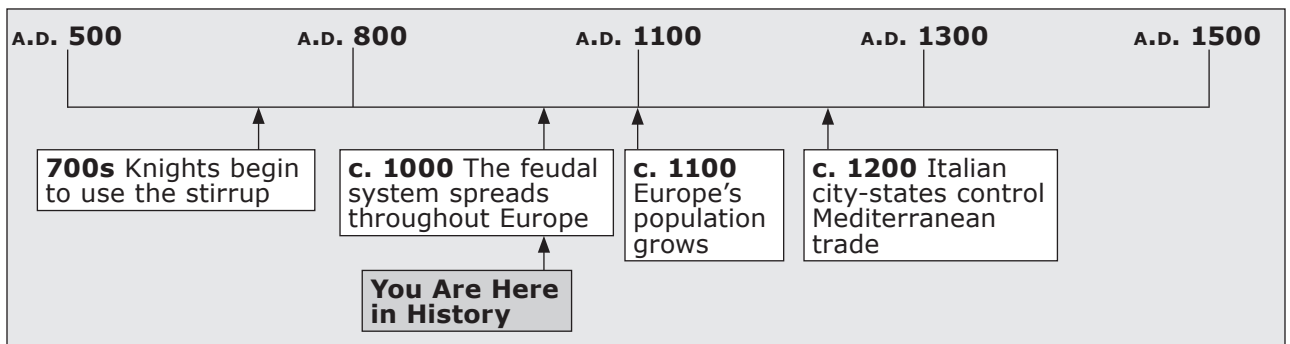 A.D. 500 A.D. 800 A.D. 1100 A.D. 1300 A.D. 1500
700s Knights begin
to use the stirrup
c. 1000 The feudal
system spreads
throughout Europe
c. 1100
Europe's
population
grows
c. 1200 Italian
city-states control
Mediterranean
trade
You Are Here
in History